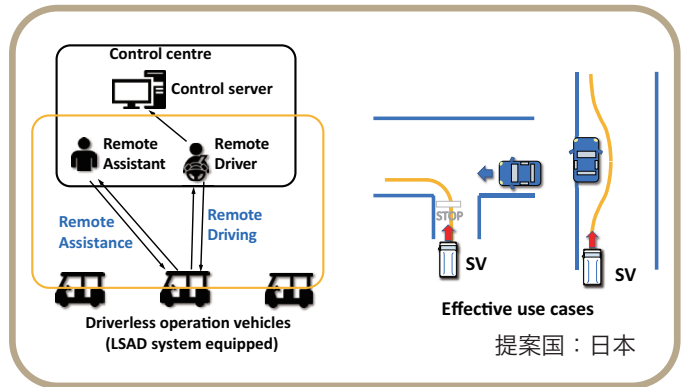 Control centre
Control server
Remote
Assistant
Remote
Driver
Remote
Assistance
Remote
Driving
Driverless operation vehicles
(LSAD system equipped)
STOP
SV
SV
Effective use cases
提案国：日本